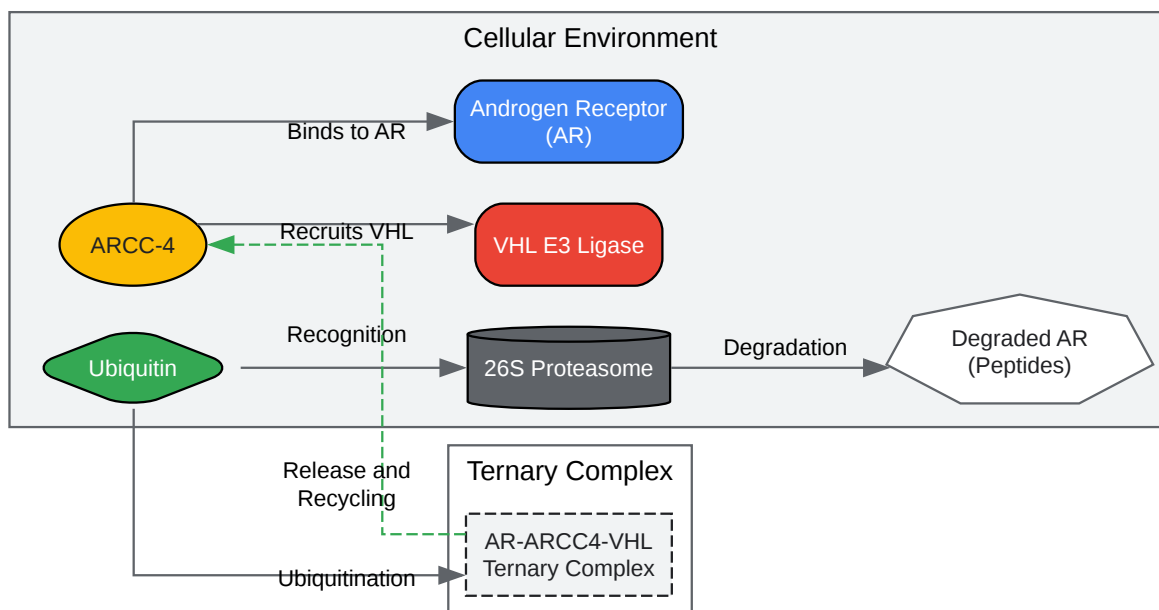 Cellular Environment
Androgen Receptor
(AR)
Binds to AR
ARCC-4
Recruits VHL
VHL E3 Ligase
Ubiquitin
Recognition
26S Proteasome
Degradation
Degraded AR
(Peptides)
Release and
Recycling
Ternary Complex
AR-ARCC4-VHL
Ternary Complex
Ubiquitination